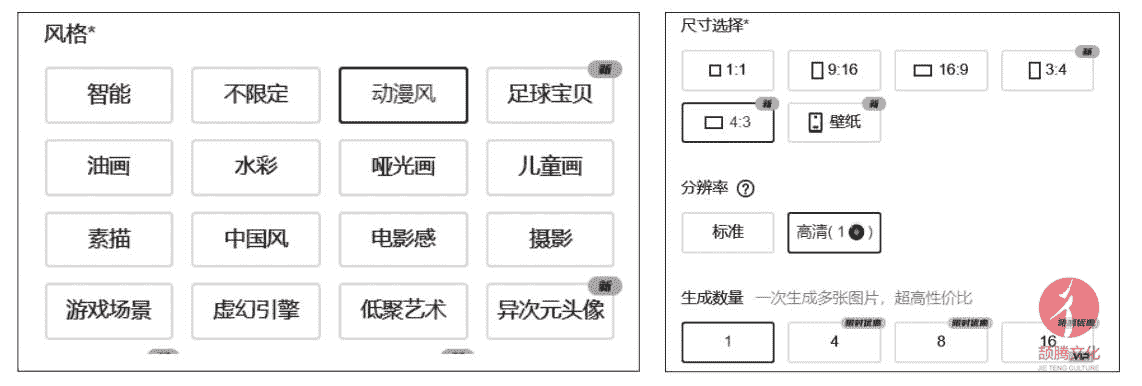 风格*
新
智能 不限定 动漫风 足球宝贝
油画 水彩 哑光画 儿童画
素描 中国风 电影感 摄影
新
游戏场景 虚幻引擎 低聚艺术 异次元头像
尺寸选择*
新
1:1 9:16 16:9 3:4
新 新
4:3 壁纸
分辨率 ?
标准 高清( 1 )
生成数量 一次生成多张图片，超高性价比
限时优惠 限时优惠 限时优惠
1 4 8 16
VIP
颉腾文化
JIE TENG CULTURE